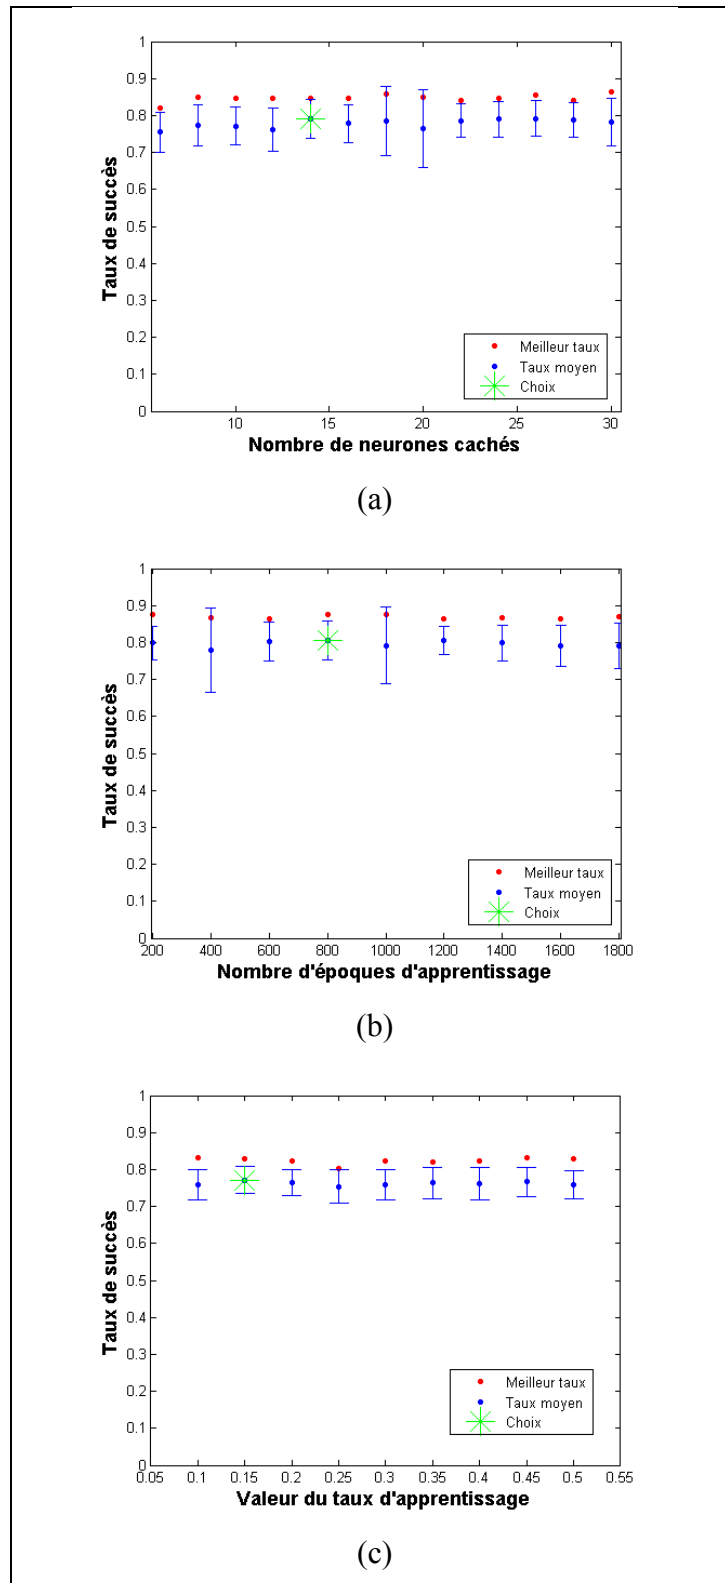 1
0.9
0.8
0.7
0.6
0.5
0.4
0.3
0.2
0.1
0
Taux de succès
Meilleur taux
Taux moyen
Choix
10 15 20 25 30
Nombre de neurones cachés
(a)
1
0.9
0.8
0.7
0.6
0.5
0.4
0.3
0.2
0.1
0
Taux de succès
Meilleur taux
Taux moyen
Choix
200 400 600 800 1000 1200 1400 1600 1800
Nombre d'époques d'apprentissage
(b)
1
0.9
0.8
0.7
0.6
0.5
0.4
0.3
0.2
0.1
0
Taux de succès
Meilleur taux
Taux moyen
Choix
0.05 0.1 0.15 0.2 0.25 0.3 0.35 0.4 0.45 0.5 0.55
Valeur du taux d'apprentissage
(c)